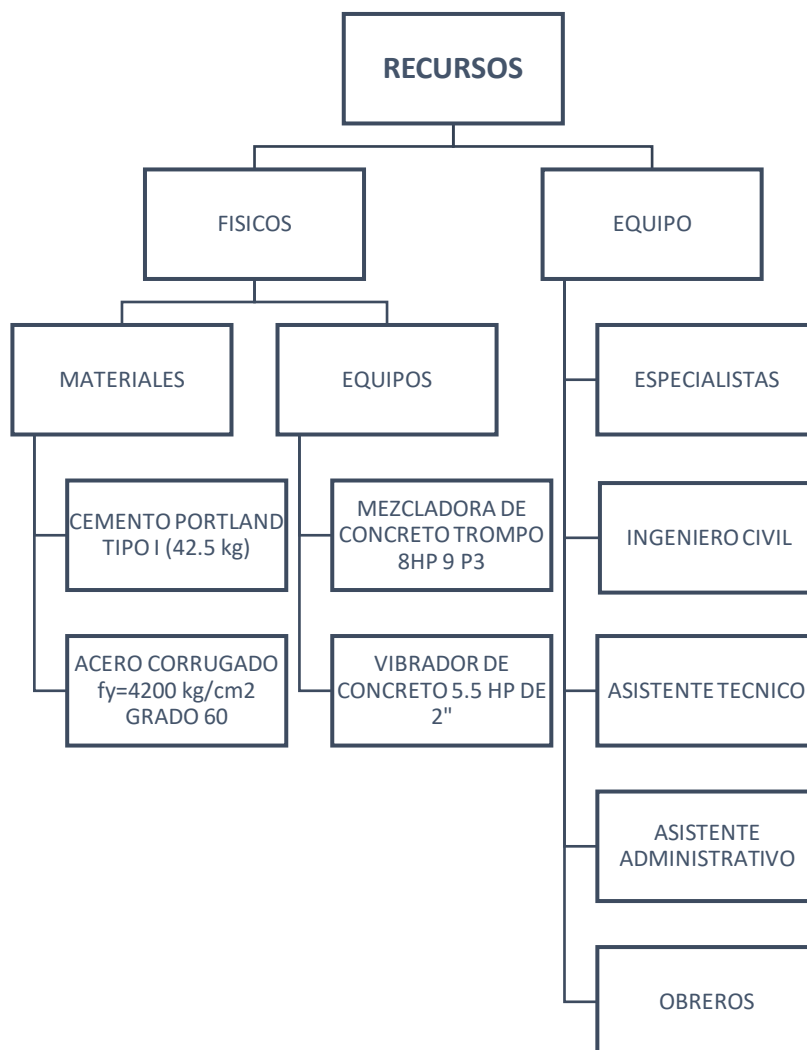 RECURSOS
FISICOS
EQUIPO
MATERIALES
EQUIPOS
ESPECIALISTAS
CEMENTO PORTLAND
TIPO I (42.5 kg)
MEZCLADORA DE
CONCRETO TROMPO
8HP 9 P3
INGENIERO CIVIL
ACERO CORRUGADO
fy=4200 kg/cm2
GRADO 60
VIBRADOR DE
CONCRETO 5.5 HP DE
2"
ASISTENTE TECNICO
ASISTENTE
ADMINISTRATIVO
OBREROS